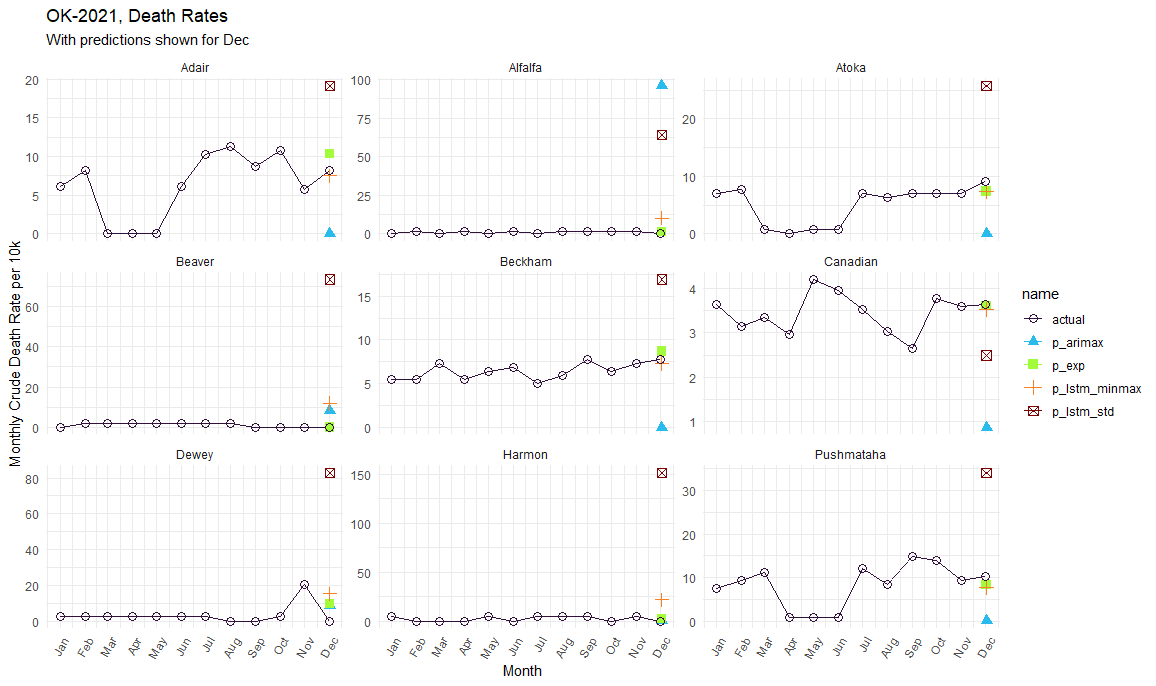 OK-2021, Death Rates
With predictions shown for Dec
Monthly Crude Death Rate per 10k
Adair
20
15
10
5
0
Alfalfa
100
75
50
25
0
Atoka
20
10
0
Beaver
60
40
20
0
Beckham
15
10
5
0
Canadian
4
3
2
1
Dewey
80
60
40
20
0
Harmon
150
100
50
0
Pushmataha
30
20
10
0
Jan Feb Mar Apr May Jun Jul Aug Sep Oct Nov Dec
Jan Feb Mar Apr May Jun Jul Aug Sep Oct Nov Dec
Jan Feb Mar Apr May Jun Jul Aug Sep Oct Nov Dec
Month
name
actual
p_arimax
p_exp
p_lstm_minmax
p_lstm_std